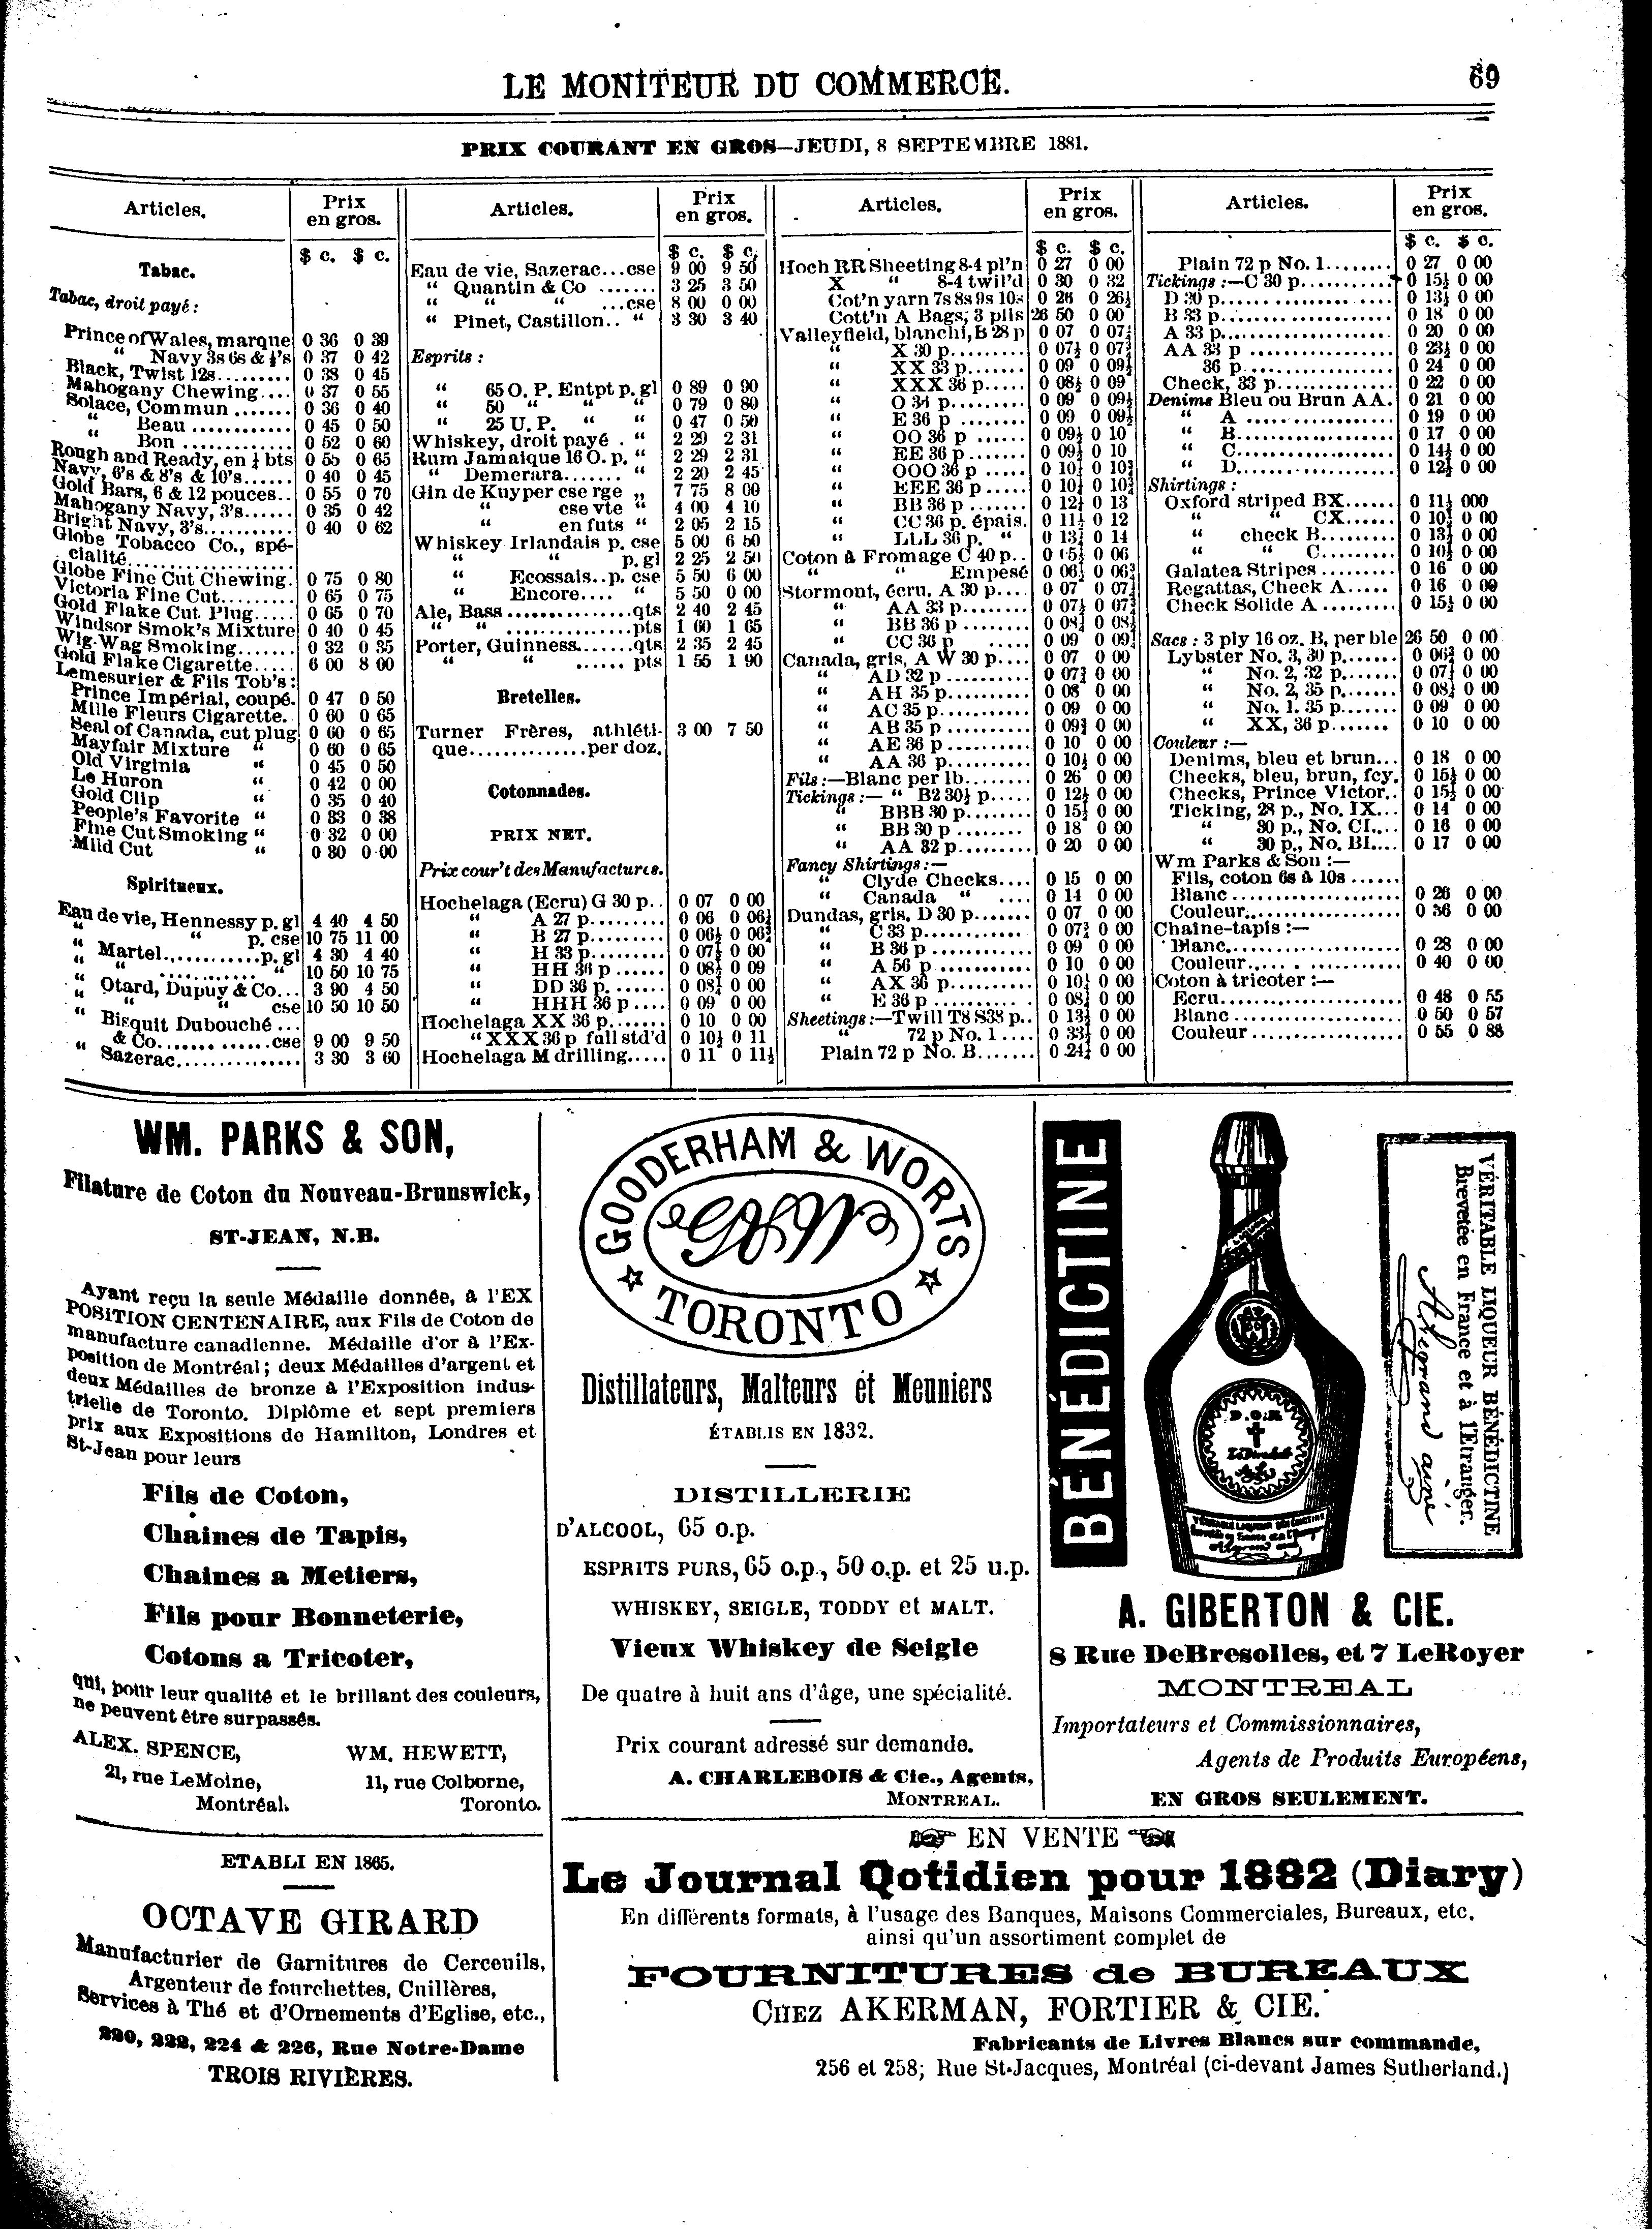 LE MONITEUR DU COMMERCE.
69
PRIX COURANT EN GROS—JEUDI, 8 SEPTEMBRE 1881.
Articles. Prix en gros.
$ c. $ c.
Tabac.
Tabac, droit payé :
Prince of Wales, marque 0 36 0 39
“ Navy 3s 6s & ½'s 0 37 0 42
Black, Twist 12s......... 0 38 0 45
Mahogany Chewing.... 0 37 0 55
Solace, Commun ....... 0 36 0 40
“ Beau ............ 0 45 0 50
“ Bon ............. 0 52 0 60
Rough and Ready, en ¼ bts 0 55 0 65
Navy, 6's & 8's & 10's...... 0 40 0 45
Gold Bars, 6 & 12 pouces.. 0 55 0 70
Mahogany Navy, 3's...... 0 35 0 42
Bright Navy, 3's........... 0 40 0 62
Globe Tobacco Co., spé-
cialité....................
Globe Fine Cut Chewing. 0 75 0 80
Victoria Fine Cut......... 0 65 0 75
Gold Flake Cut Plug..... 0 65 0 70
Windsor Smok's Mixture 0 40 0 45
Wig-Wag Smoking....... 0 32 0 35
Gold Flake Cigarette..... 6 00 8 00
Lemesurier & Fils Tob's :
Prince Impérial, coupé. 0 47 0 50
Mille Fleurs Cigarette. 0 60 0 65
Seal of Canada, cut plug 0 60 0 65
Mayfair Mixture “ 0 60 0 65
Old Virginia “ 0 45 0 50
Le Huron “ 0 42 0 00
Gold Clip “ 0 35 0 40
People's Favorite “ 0 33 0 38
Fine Cut Smoking “ 0 32 0 00
Mild Cut “ 0 30 0 00
Spiritueux.
Eau de vie, Hennessy p. gl 4 40 4 50
“ “ p. cse 10 75 11 00
“ Martel............p. gl 4 30 4 40
“ “ ............ “ 10 50 10 75
“ Otard, Dupuy & Co... 3 90 4 50
“ “ “ cse 10 50 10 50
“ Bisquit Dubouché ...
& Co..............cse 9 00 9 50
“ Sazerac............... 3 30 3 60
Articles. Prix en gros.
$ c. $ c.
Eau de vie, Sazerac...cse 9 00 9 50
“ Quantin & Co ....... 3 25 3 50
“ “ “ ...cse 8 00 0 00
“ Pinet, Castillon.. “ 3 30 3 40
Esprits :
“ 65 O. P. Entpt p. gl 0 89 0 90
“ 50 “ “ “ 0 79 0 80
“ 25 U. P. “ “ 0 47 0 50
Whiskey, droit payé . “ 2 29 2 31
Rum Jamaique 16 O. p. “ 2 29 2 31
“ Demerara....... “ 2 20 2 45
Gin de Kuyper cse rge „ 7 75 8 00
“ cse vte “ 4 00 4 10
“ en futs “ 2 05 2 15
Whiskey Irlandais p. cse 5 00 6 50
“ “ p. gl 2 25 2 50
“ Ecossais..p. cse 5 50 6 00
“ Encore.... “ 5 50 0 00
Ale, Bass ...............qts 2 40 2 45
“ “ ...............pts 1 60 1 65
Porter, Guinness.......qts 2 35 2 45
“ “ ...... pts 1 55 1 90
Bretelles.
Turner Frères, athléti- 3 00 7 50
que..............per doz.
Cotonnades.
PRIX NET.
Prix cour't des Manufactures.
Hochelaga (Ecru) G 30 p.. 0 07 0 00
“ A 27 p......... 0 06 0 06½
“ B 27 p......... 0 06½ 0 06¾
“ H 33 p......... 0 07½ 0 00
“ HH 36 p ...... 0 08½ 0 09
“ DD 36 p. ..... 0 08½ 0 00
“ HHH 36 p .... 0 09 0 00
Hochelaga XX 36 p....... 0 10 0 00
“ XXX 36 p full std'd 0 10½ 0 11
Hochelaga M drilling..... 0 11 0 11½
Articles. Prix en gros.
$ c. $ c.
Hoch RR Sheeting 8-4 pl'n 0 27 0 00
X “ 8-4 twil'd 0 30 0 32
Cot'n yarn 7s 8s 9s 10s 0 26 0 26½
Cott'n A Bags, 3 plis 26 50 0 00
Valleyfield, blanchi, B 28 p 0 07 0 07½
“ X 30 p......... 0 07½ 0 07¾
“ XX 33 p....... 0 09 0 09½
“ XXX 36 p..... 0 08½ 0 09
“ O 34 p......... 0 09 0 09½
“ E 36 p ........ 0 09 0 09½
“ OO 36 p ...... 0 09½ 0 10
“ EE 36 p....... 0 09½ 0 10
“ OOO 36 p ..... 0 10½ 0 10¾
“ EEE 36 p ..... 0 10½ 0 10¾
“ BB 36 p ....... 0 12½ 0 13
“ CC 36 p. épais. 0 11½ 0 12
“ LLL 36 p. “ 0 13½ 0 14
Coton à Fromage C 40 p.. 0 05½ 0 06
“ “ Empesé 0 06½ 0 06¾
Stormout, écru, A 30 p.... 0 07 0 07½
“ AA 33 p........ 0 07½ 0 07¾
“ BB 36 p........ 0 08½ 0 08½
“ CC 36 p ..... 0 09 0 09½
Canada, gris, A W 30 p.... 0 07 0 00
“ AD 32 p .......... 0 07¾ 0 00
“ AH 35 p.......... 0 08 0 00
“ AC 35 p........... 0 09 0 00
“ AB 35 p .......... 0 09¾ 0 00
“ AE 36 p .......... 0 10 0 00
“ AA 36 p........... 0 10½ 0 00
Fils :—Blanc per lb........ 0 26 0 00
Tickings :— “ B2 30½ p..... 0 12½ 0 00
“ BBB 30 p........ 0 15½ 0 00
“ BB 30 p ........ 0 18 0 00
“ AA 32 p......... 0 20 0 00
Fancy Shirtings :—
“ Clyde Checks.... 0 15 0 00
“ Canada “ .... 0 14 0 00
Dundas, gris, D 30 p....... 0 07 0 00
“ C 33 p............ 0 07¾ 0 00
“ B 36 p ........... 0 09 0 00
“ A 56 p ........... 0 10 0 00
“ AX 36 p.......... 0 10½ 0 00
“ E 36 p .......... . 0 08½ 0 00
Sheetings :—Twill T8 S38 p.. 0 13½ 0 00
“ 72 p No. 1 .... 0 33½ 0 00
Plain 72 p No. B....... 0 24½ 0 00
Articles. Prix en gros.
$ c. $ c.
Plain 72 p No. 1........ 0 27 0 00
Tickings :—C 30 p........... 0 15½ 0 00
D 30 p..................... 0 13½ 0 00
B 33 p..................... 0 18 0 00
A 33 p..................... 0 20 0 00
AA 33 p .................. 0 23½ 0 00
36 p................ 0 24 0 00
Check, 33 p............. 0 22 0 00
Denims Bleu ou Brun AA. 0 21 0 00
“ A .................. 0 19 0 00
“ B................... 0 17 0 00
“ C................... 0 14½ 0 00
“ D................... 0 12½ 0 00
Shirtings :
Oxford striped BX...... 0 11½ 000
“ “ CX...... 0 10½ 0 00
“ check B......... 0 13½ 0 00
“ “ C......... 0 10½ 0 00
Galatea Stripes ......... 0 16 0 00
Regattas, Check A..... 0 16 0 00
Check Solide A ......... 0 15½ 0 00
Sacs : 3 ply 16 oz. B, per ble 26 50 0 00
Lybster No. 3, 30 p....... 0 06¾ 0 00
“ No. 2, 32 p....... 0 07½ 0 00
“ No. 2, 35 p....... 0 08½ 0 00
“ No. 1. 35 p....... 0 09 0 00
“ XX, 36 p....... 0 10 0 00
Couleur :—
Denims, bleu et brun... 0 18 0 00
Checks, bleu, brun, fcy. 0 15½ 0 00
Checks, Prince Victor.. 0 15½ 0 00
Ticking, 28 p., No. IX... 0 14 0 00
“ 30 p., No. CI.... 0 16 0 00
“ 30 p., No. BI.... 0 17 0 00
Wm Parks & Son :—
Fils, coton 6s à 10s ......
Blanc ..................... 0 26 0 00
Couleur................... 0 36 0 00
Chaine-tapis :—
Blanc...................... 0 28 0 00
Couleur................... 0 40 0 00
Coton à tricoter :—
Ecru....................... 0 48 0 55
Blanc ..................... 0 50 0 57
Couleur .................. 0 55 0 88
WM. PARKS & SON,
Filature de Coton du Nouveau-Brunswick,
ST-JEAN, N.B.
Ayant reçu la seule Médaille donnée, à l'EX
POSITION CENTENAIRE, aux Fils de Coton de
manufacture canadienne. Médaille d'or à l'Ex-
position de Montréal; deux Médailles d'argent et
deux Médailles de bronze à l'Exposition indus-
trielle de Toronto. Diplôme et sept premiers
prix aux Expositions de Hamilton, Londres et
St-Jean pour leurs
Fils de Coton,
Chaines de Tapis,
Chaines a Metiers,
Fils pour Bonneterie,
Cotons a Tricoter,
qui, pour leur qualité et le brillant des couleurs,
ne peuvent être surpassés.
ALEX. SPENCE, WM. HEWETT,
21, rue LeMoine, 11, rue Colborne,
Montréal. Toronto.
ETABLI EN 1865.
OCTAVE GIRARD
Manufacturier de Garnitures de Cerceuils,
Argenteur de fourchettes, Cuillères,
Services à Thé et d'Ornements d'Eglise, etc.,
220, 222, 224 & 226, Rue Notre-Dame
TROIS RIVIÈRES.
GOODERHAM & WORTS
G&W
TORONTO
Distillateurs, Malteurs et Meuniers
ÉTABLIS EN 1832.
DISTILLERIE
D'ALCOOL, 65 o.p.
ESPRITS PURS, 65 o.p., 50 o.p. et 25 u.p.
WHISKEY, SEIGLE, TODDY et MALT.
Vieux Whiskey de Seigle
De quatre à huit ans d'âge, une spécialité.
Prix courant adressé sur demande.
A. CHARLEBOIS & Cie., Agents,
MONTREAL.
BÉNÉDICTINE
D.O.M
VÉRITABLE LIQUEUR BÉNÉDICTINE
VÉRITABLE LIQUEUR BÉNÉDICTINE
Brevetée en France et à l'Etranger.
A Legrand ainé
A. GIBERTON & CIE.
8 Rue DeBresolles, et 7 LeRoyer
MONTREAL
Importateurs et Commissionnaires,
Agents de Produits Européens,
EN GROS SEULEMENT.
EN VENTE
Le Journal Qotidien pour 1882 (Diary)
En différents formats, à l'usage des Banques, Maisons Commerciales, Bureaux, etc.
ainsi qu'un assortiment complet de
FOURNITURES de BUREAUX
CHEZ AKERMAN, FORTIER & CIE.
Fabricants de Livres Blancs sur commande,
256 et 258; Rue St-Jacques, Montréal (ci-devant James Sutherland.)